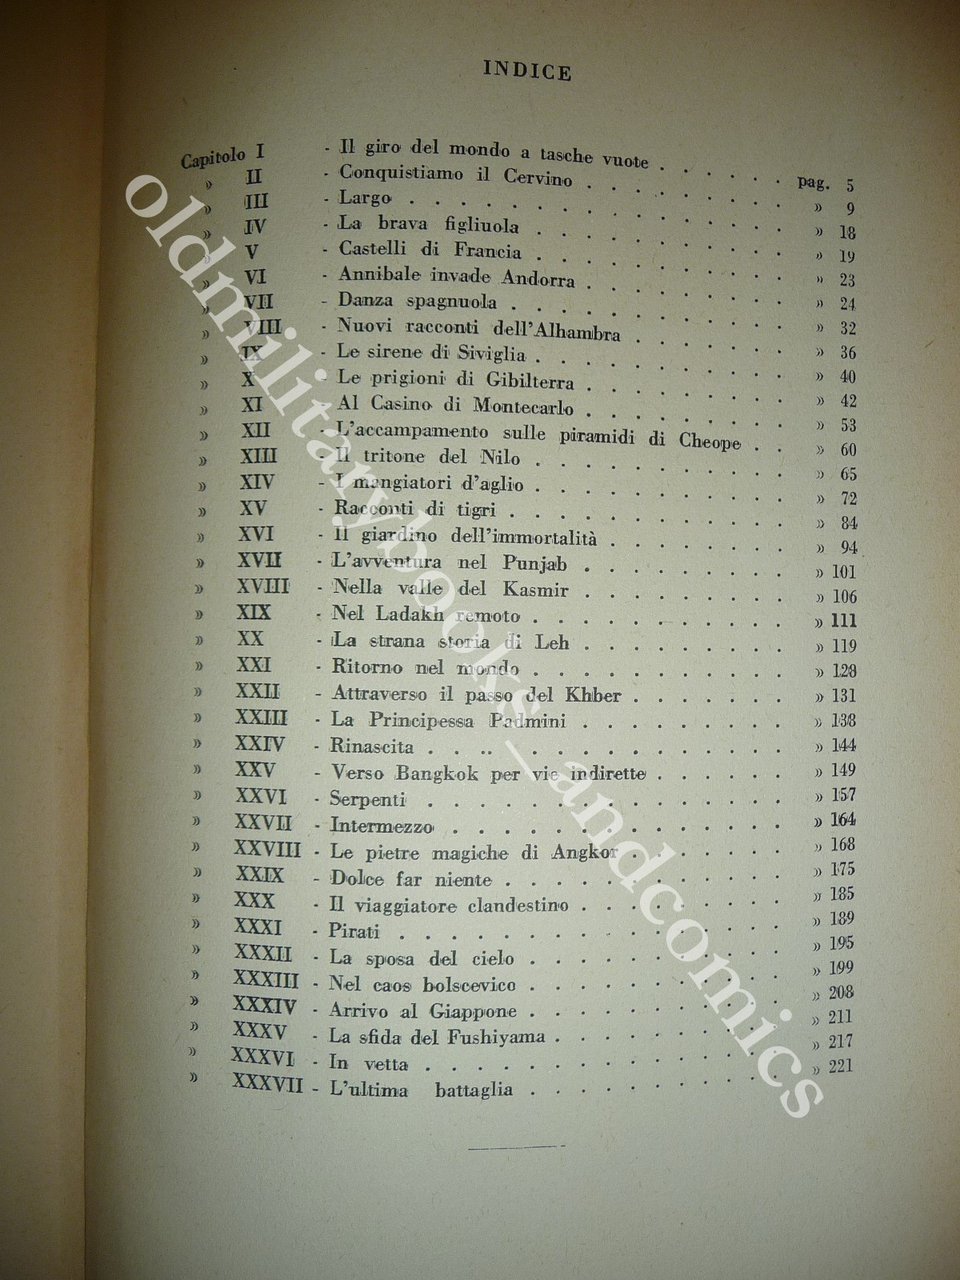 INDICE
Capitolo I - Il giro del mondo a tasche vuote . . . . . . pag. 5
» II - Conquistiamo il Cervino . . . . . . . . » 9
» III - Largo . . . . . . . . . . . . . . . » 18
» IV - La brava figliuola . . . . . . . . . . » 19
» V - Castelli di Francia . . . . . . . . . . » 23
» VI - Annibale invade Andorra . . . . . . . . » 24
» VII - Danza spagnuola . . . . . . . . . . . » 32
» VIII - Nuovi racconti dell'Alhambra . . . . . . » 36
» IX - Le sirene di Siviglia . . . . . . . . . . » 40
» X - Le prigioni di Gibilterra . . . . . . . . » 42
» XI - Al Casino di Montecarlo . . . . . . . . » 53
» XII - L'accampamento sulle piramidi di Cheope . . » 60
» XIII - Il tritone del Nilo . . . . . . . . . . » 65
» XIV - I mangiatori d'aglio . . . . . . . . . . » 72
» XV - Racconti di tigri . . . . . . . . . . . » 84
» XVI - Il giardino dell'immortalità . . . . . . . » 94
» XVII - L'avventura nel Punjab . . . . . . . . » 101
» XVIII - Nella valle del Kasmir . . . . . . . . » 106
» XIX - Nel Ladakh remoto . . . . . . . . . . » 111
» XX - La strana storia di Leh . . . . . . . . » 119
» XXI - Ritorno nel mondo . . . . . . . . . . » 128
» XXII - Attraverso il passo del Khber . . . . . . » 131
» XXIII - La Principessa Padmini . . . . . . . . » 138
» XXIV - Rinascita . . . . . . . . . . . . . . » 144
» XXV - Verso Bangkok per vie indirette . . . . . » 149
» XXVI - Serpenti . . . . . . . . . . . . . . » 157
» XXVII - Intermezzo . . . . . . . . . . . . . » 164
» XXVIII - Le pietre magiche di Angkor . . . . . . » 168
» XXIX - Dolce far niente . . . . . . . . . . . » 175
» XXX - Il viaggiatore clandestino . . . . . . . . » 185
» XXXI - Pirati . . . . . . . . . . . . . . . » 189
» XXXII - La sposa del cielo . . . . . . . . . . » 195
» XXXIII - Nel caos bolscevico . . . . . . . . . . » 199
» XXXIV - Arrivo al Giappone . . . . . . . . . . » 208
» XXXV - La sfida del Fushiyama . . . . . . . . . » 211
» XXXVI - In vetta . . . . . . . . . . . . . . » 217
» XXXVII - L'ultima battaglia . . . . . . . . . . » 221
oldmilitarybooks_andcomics